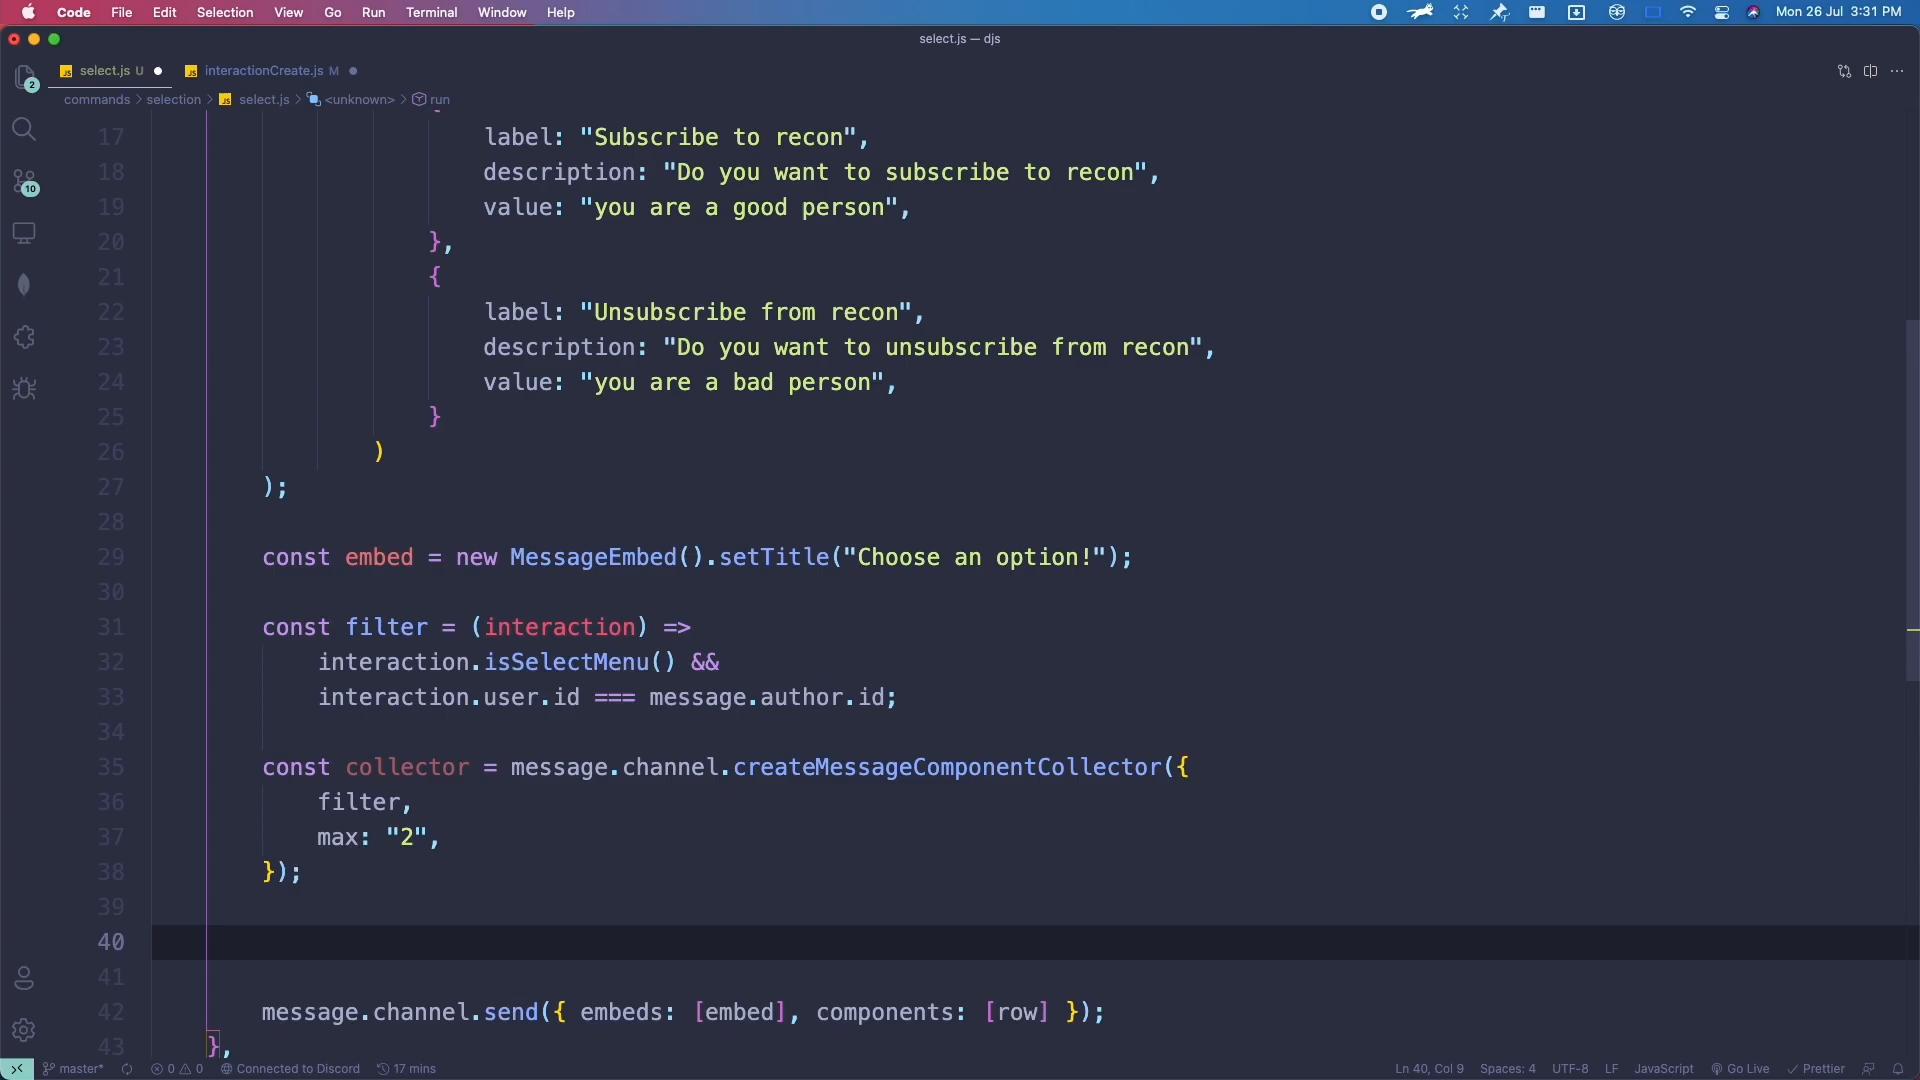 Code File Edit Selection View Go Run Terminal Window Help Mon 26 Jul 3:31 PM
select.js — djs
JS select.js U JS interactionCreate.js M
commands > selection > JS select.js > <unknown> > run
2
10
17 label: "Subscribe to recon",
18 description: "Do you want to subscribe to recon",
19 value: "you are a good person",
20 },
21 {
22 label: "Unsubscribe from recon",
23 description: "Do you want to unsubscribe from recon",
24 value: "you are a bad person",
25 }
26 )
27 );
28
29 const embed = new MessageEmbed().setTitle("Choose an option!");
30
31 const filter = (interaction) =>
32 interaction.isSelectMenu() &&
33 interaction.user.id === message.author.id;
34
35 const collector = message.channel.createMessageComponentCollector({
36 filter,
37 max: "2",
38 });
39
40
41
42 message.channel.send({ embeds: [embed], components: [row] });
43 },
master* 0 0 Connected to Discord 17 mins Ln 40, Col 9 Spaces: 4 UTF-8 LF JavaScript Go Live Prettier